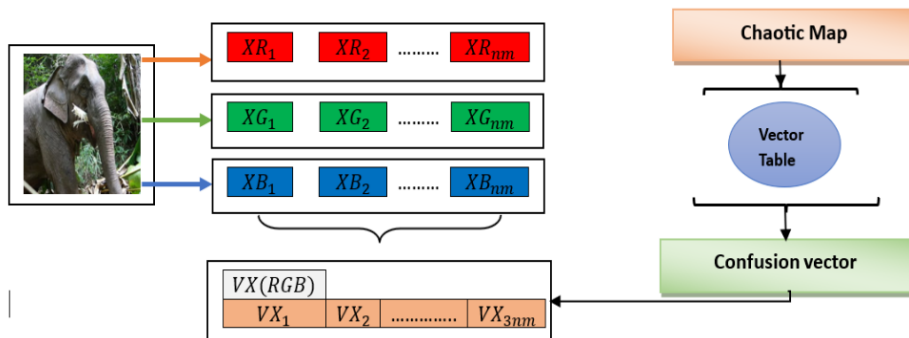 XR₁ XR₂ ......... XRₙₘ
XG₁ XG₂ ......... XGₙₘ
XB₁ XB₂ ......... XBₙₘ
VX(RGB)
VX₁ VX₂ .............. VX₃ₙₘ
Chaotic Map
Vector
Table
Confusion vector